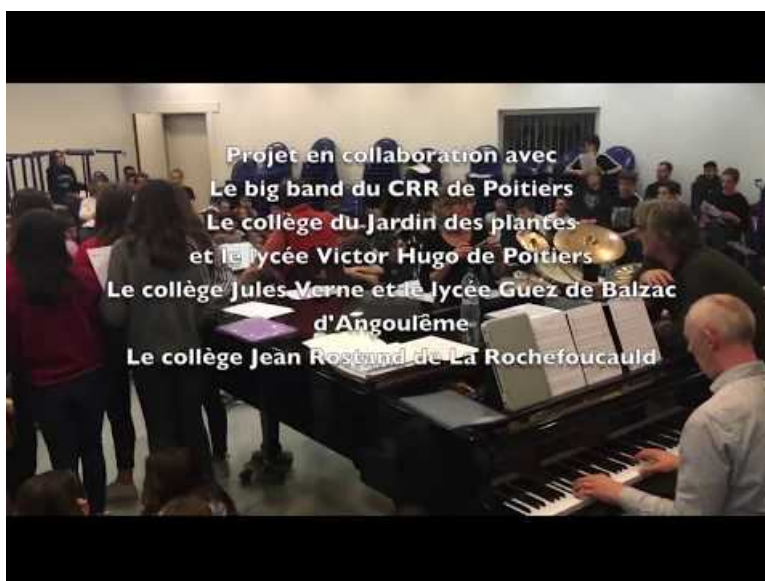 Projet en collaboration avec
Le big band du CRR de Poitiers
Le collège du Jardin des plantes
et le lycée Victor Hugo de Poitiers
Le collège Jules Verne et le lycée Guez de Balzac
d'Angoulême
Le collège Jean Rostand de La Rochefoucauld